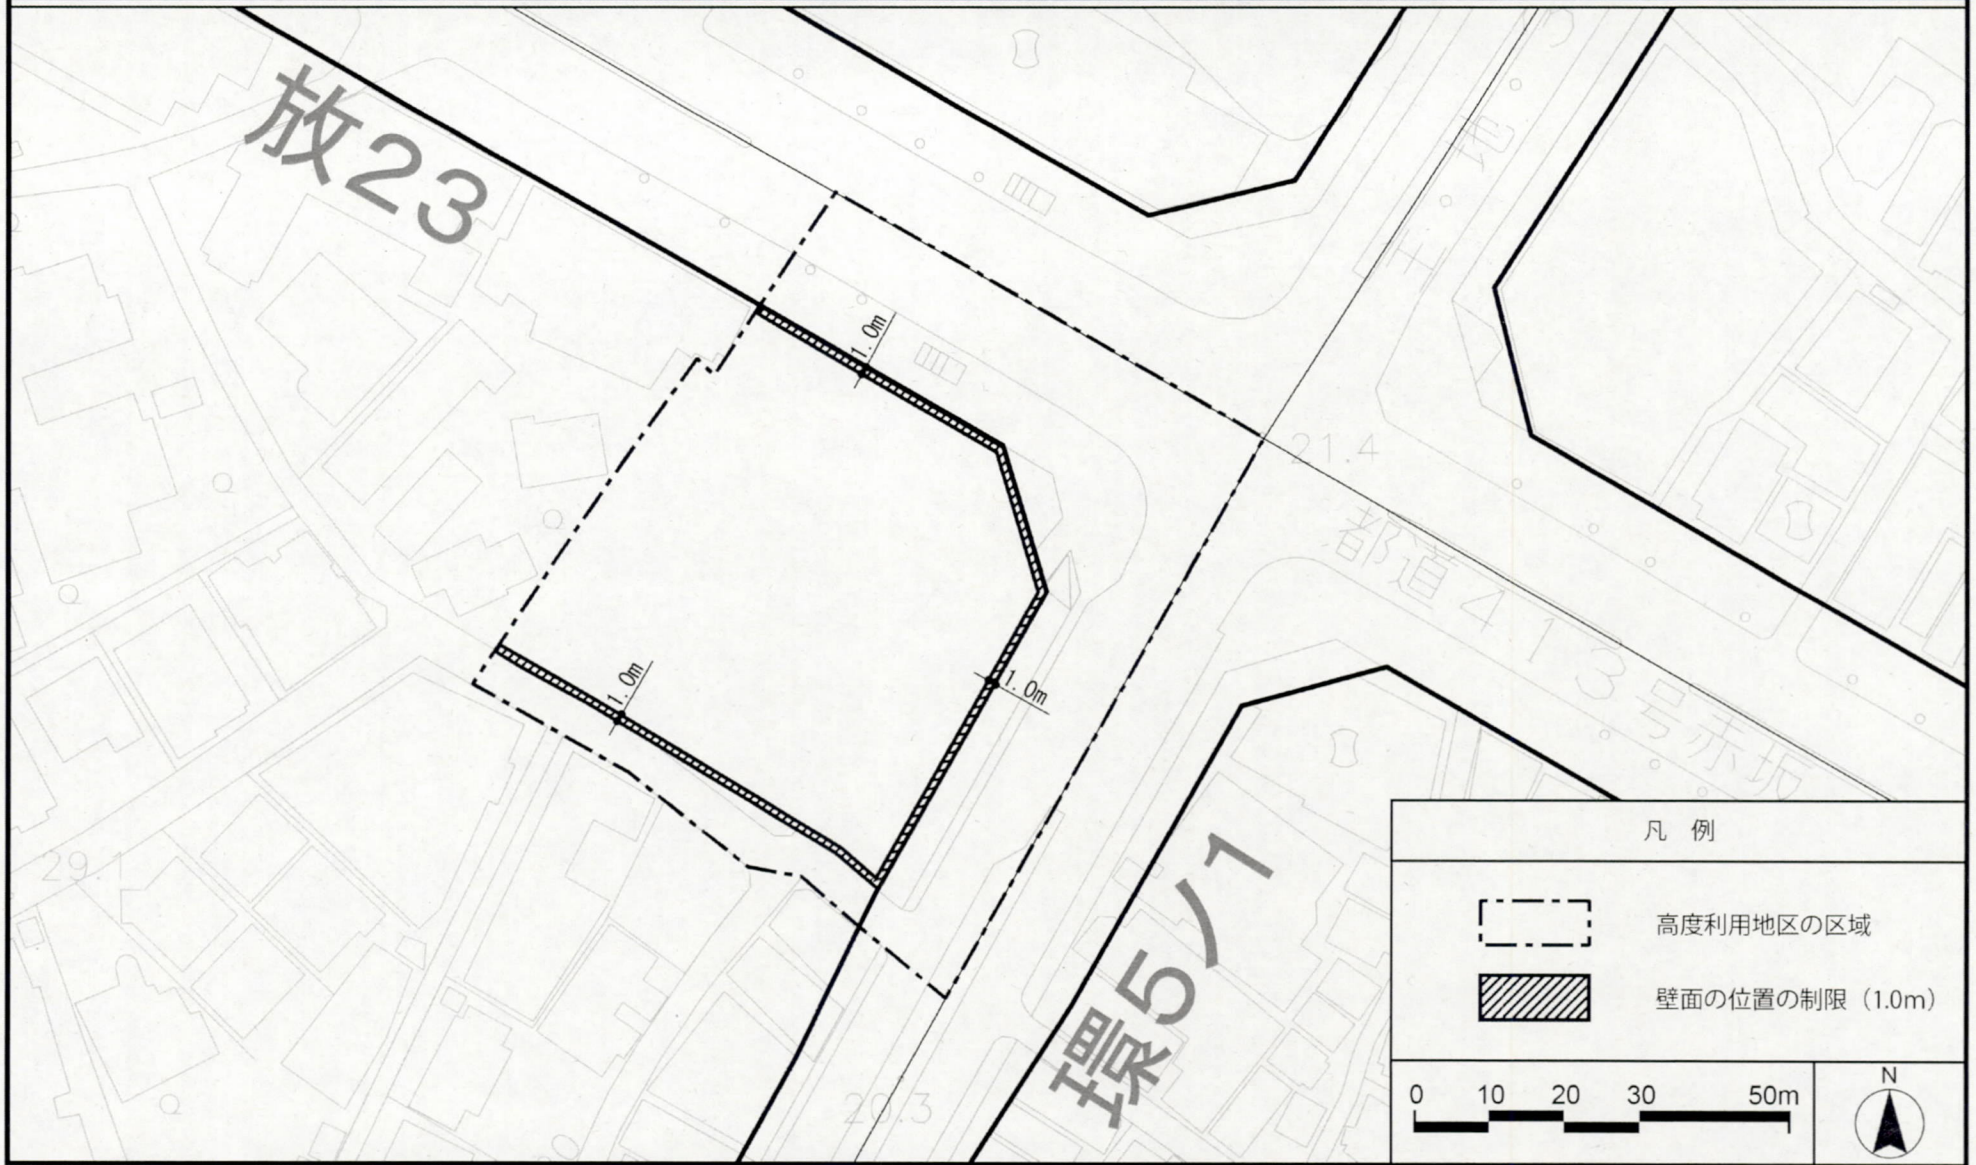 放23
1.0m
21.4
都道413号赤坂
1.0m
1.0m
29.1
環5ノ1
20.3
凡 例
高度利用地区の区域
壁面の位置の制限（1.0m）
0 10 20 30 50m
N